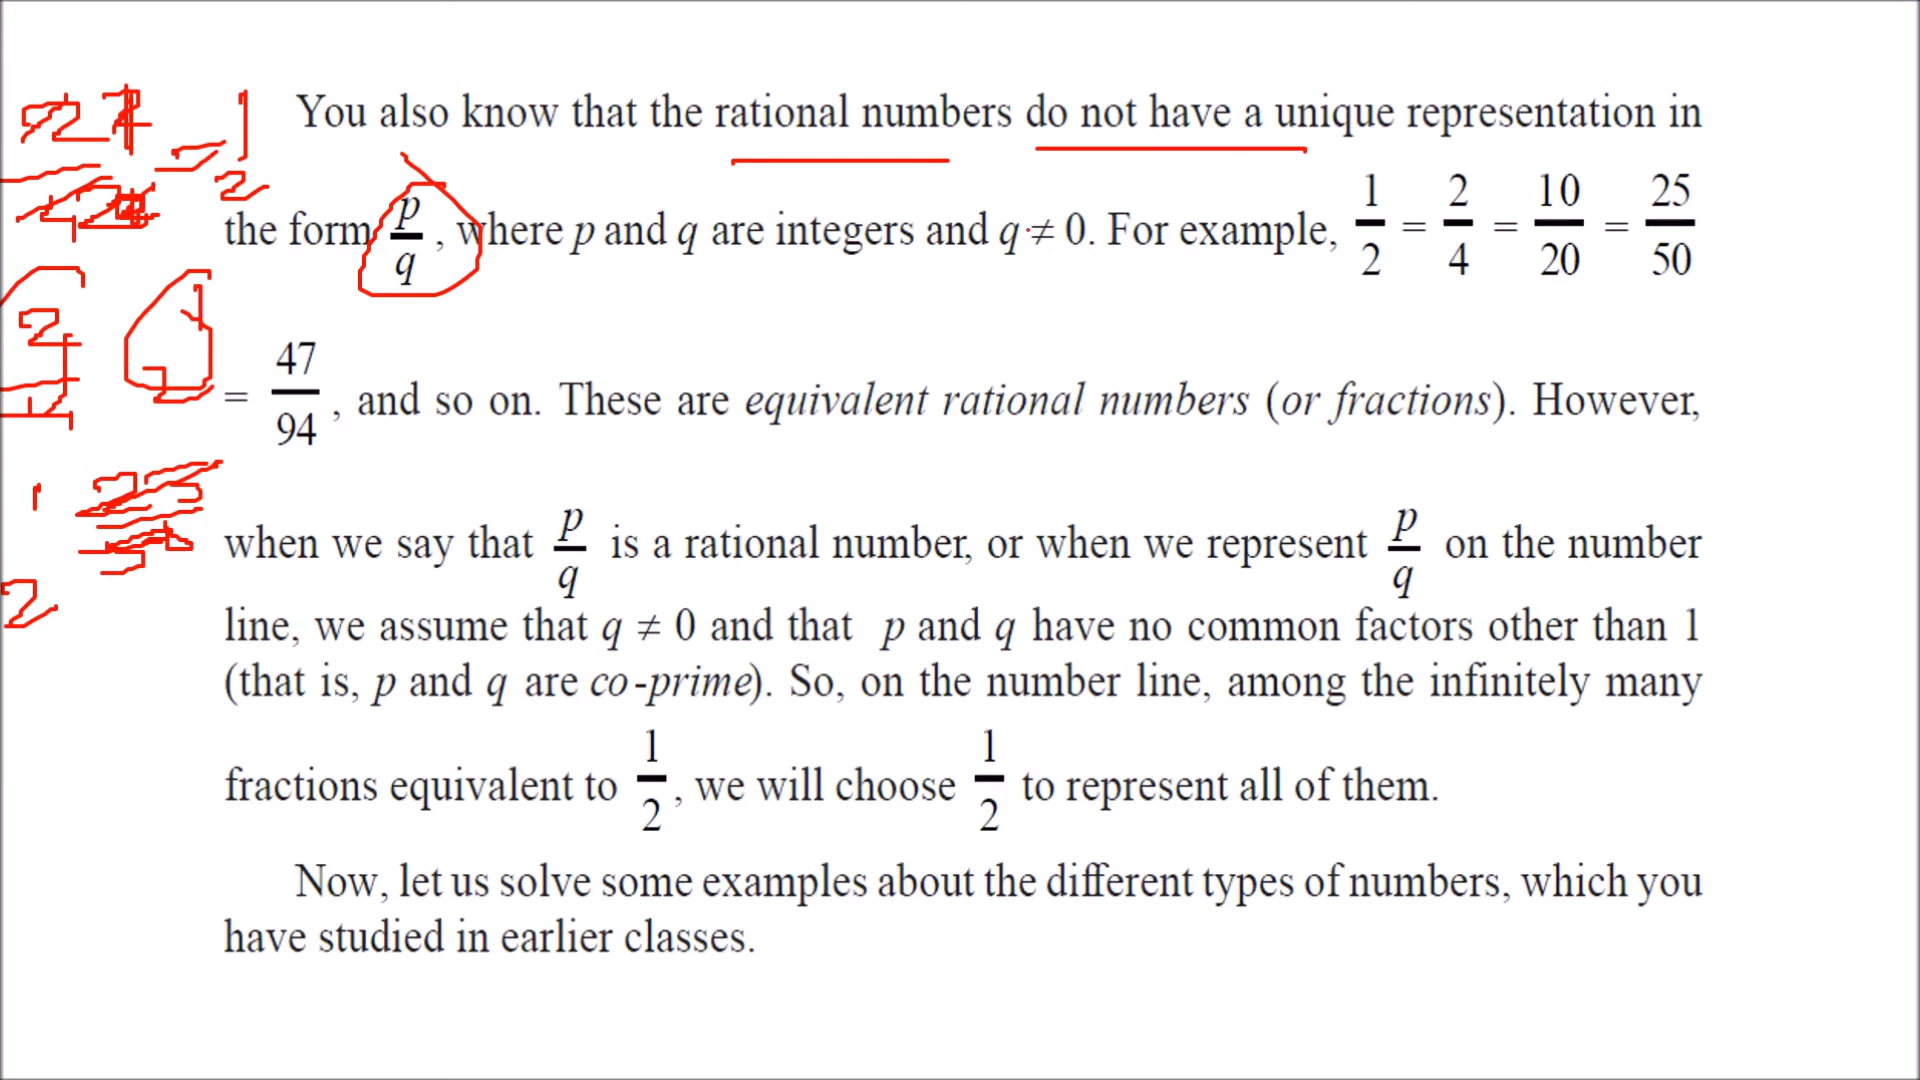 You also know that the rational numbers do not have a unique representation in
the form p/q , where p and q are integers and q ≠ 0. For example, 1/2 = 2/4 = 10/20 = 25/50
= 47/94 , and so on. These are equivalent rational numbers (or fractions). However,
when we say that p/q is a rational number, or when we represent p/q on the number
line, we assume that q ≠ 0 and that p and q have no common factors other than 1
(that is, p and q are co-prime). So, on the number line, among the infinitely many
fractions equivalent to 1/2 , we will choose 1/2 to represent all of them.
Now, let us solve some examples about the different types of numbers, which you
have studied in earlier classes.